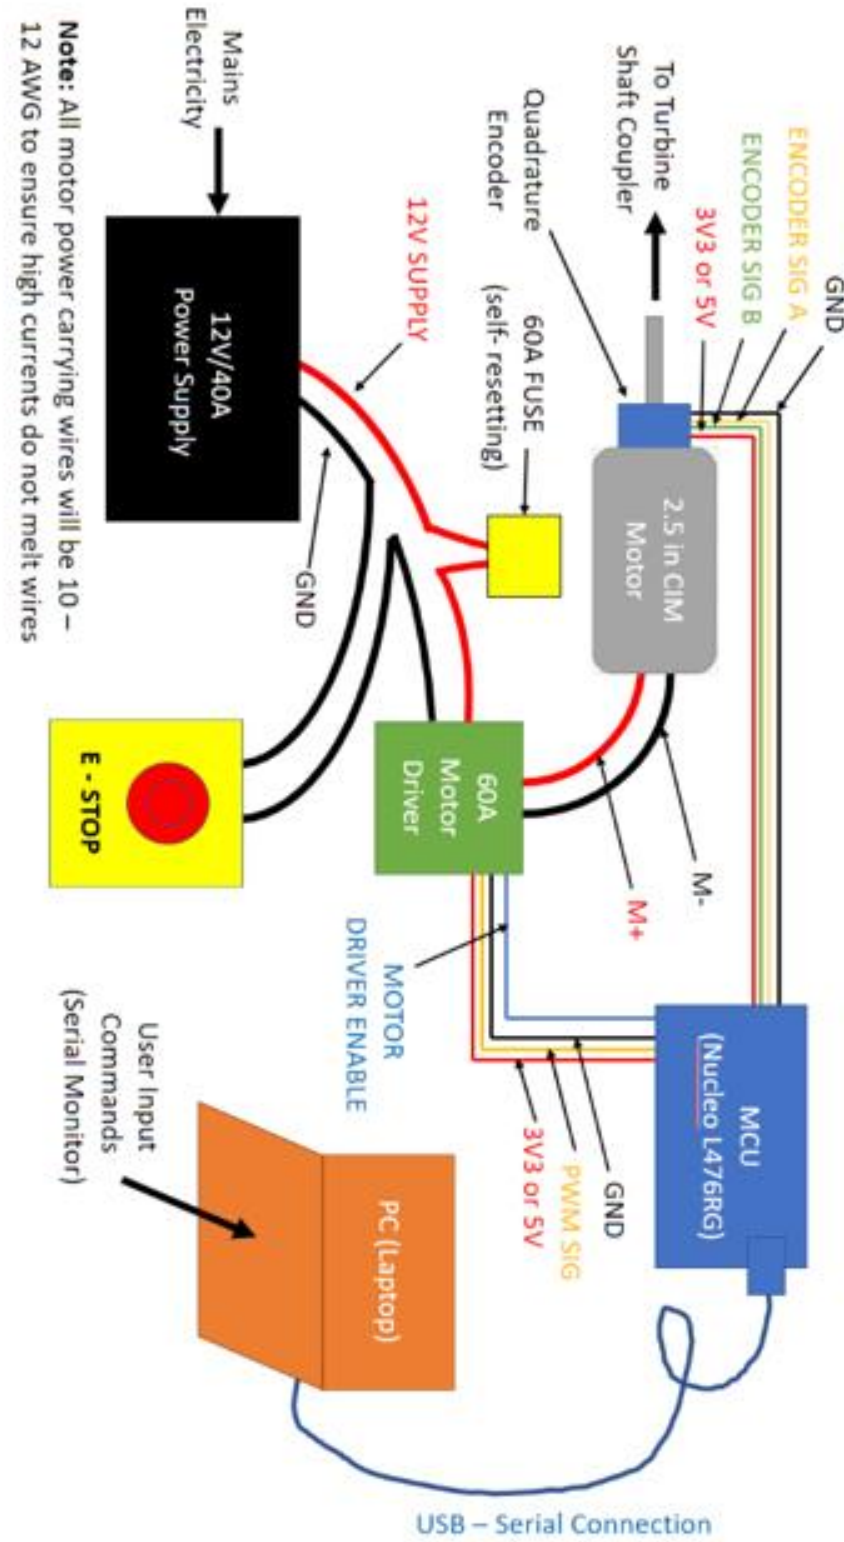 GND
ENCODER SIG A
ENCODER SIG B
3V3 or 5V
To Turbine
Shaft Coupler
Quadrature
Encoder
2.5 in CIM
Motor
M-
M+
MCU
(Nucleo L476RG)
60A FUSE
(self- resetting)
12V SUPPLY
GND
Mains
Electricity
12V/40A
Power Supply
60A
Motor
Driver
MOTOR
DRIVER ENABLE
GND
PWM SIG
3V3 or 5V
E - STOP
PC (Laptop)
User Input
Commands
(Serial Monitor)
USB – Serial Connection
Note: All motor power carrying wires will be 10 –
12 AWG to ensure high currents do not melt wires